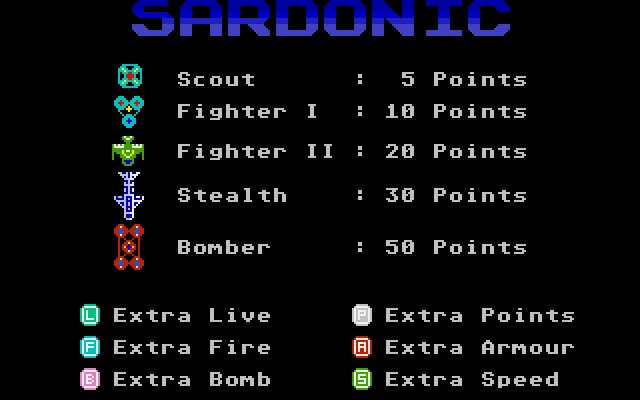 SARDONIC
Scout : 5 Points
Fighter I : 10 Points
Fighter II : 20 Points
Stealth : 30 Points
Bomber : 50 Points
L Extra Live P Extra Points
F Extra Fire A Extra Armour
B Extra Bomb S Extra Speed